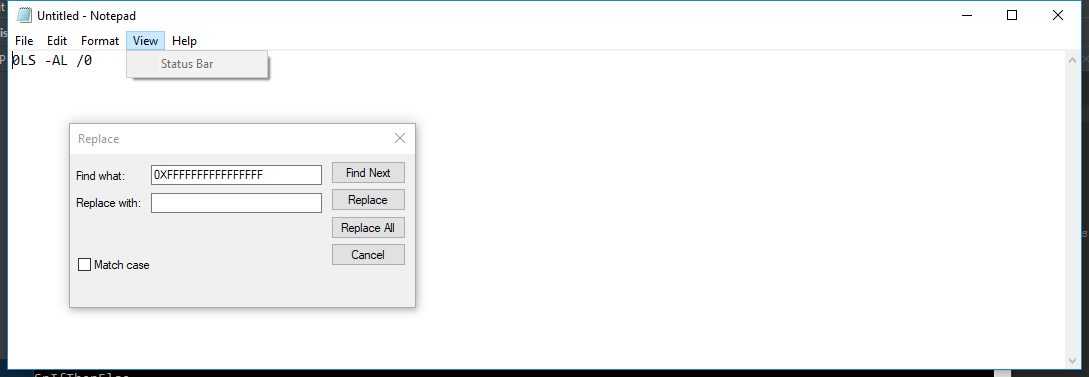 Untitled - Notepad
File Edit Format View Help
0LS -AL /0
Status Bar
Replace
Find what: 0XFFFFFFFFFFFFFFFF Find Next
Replace with: Replace
Replace All
Cancel
Match case